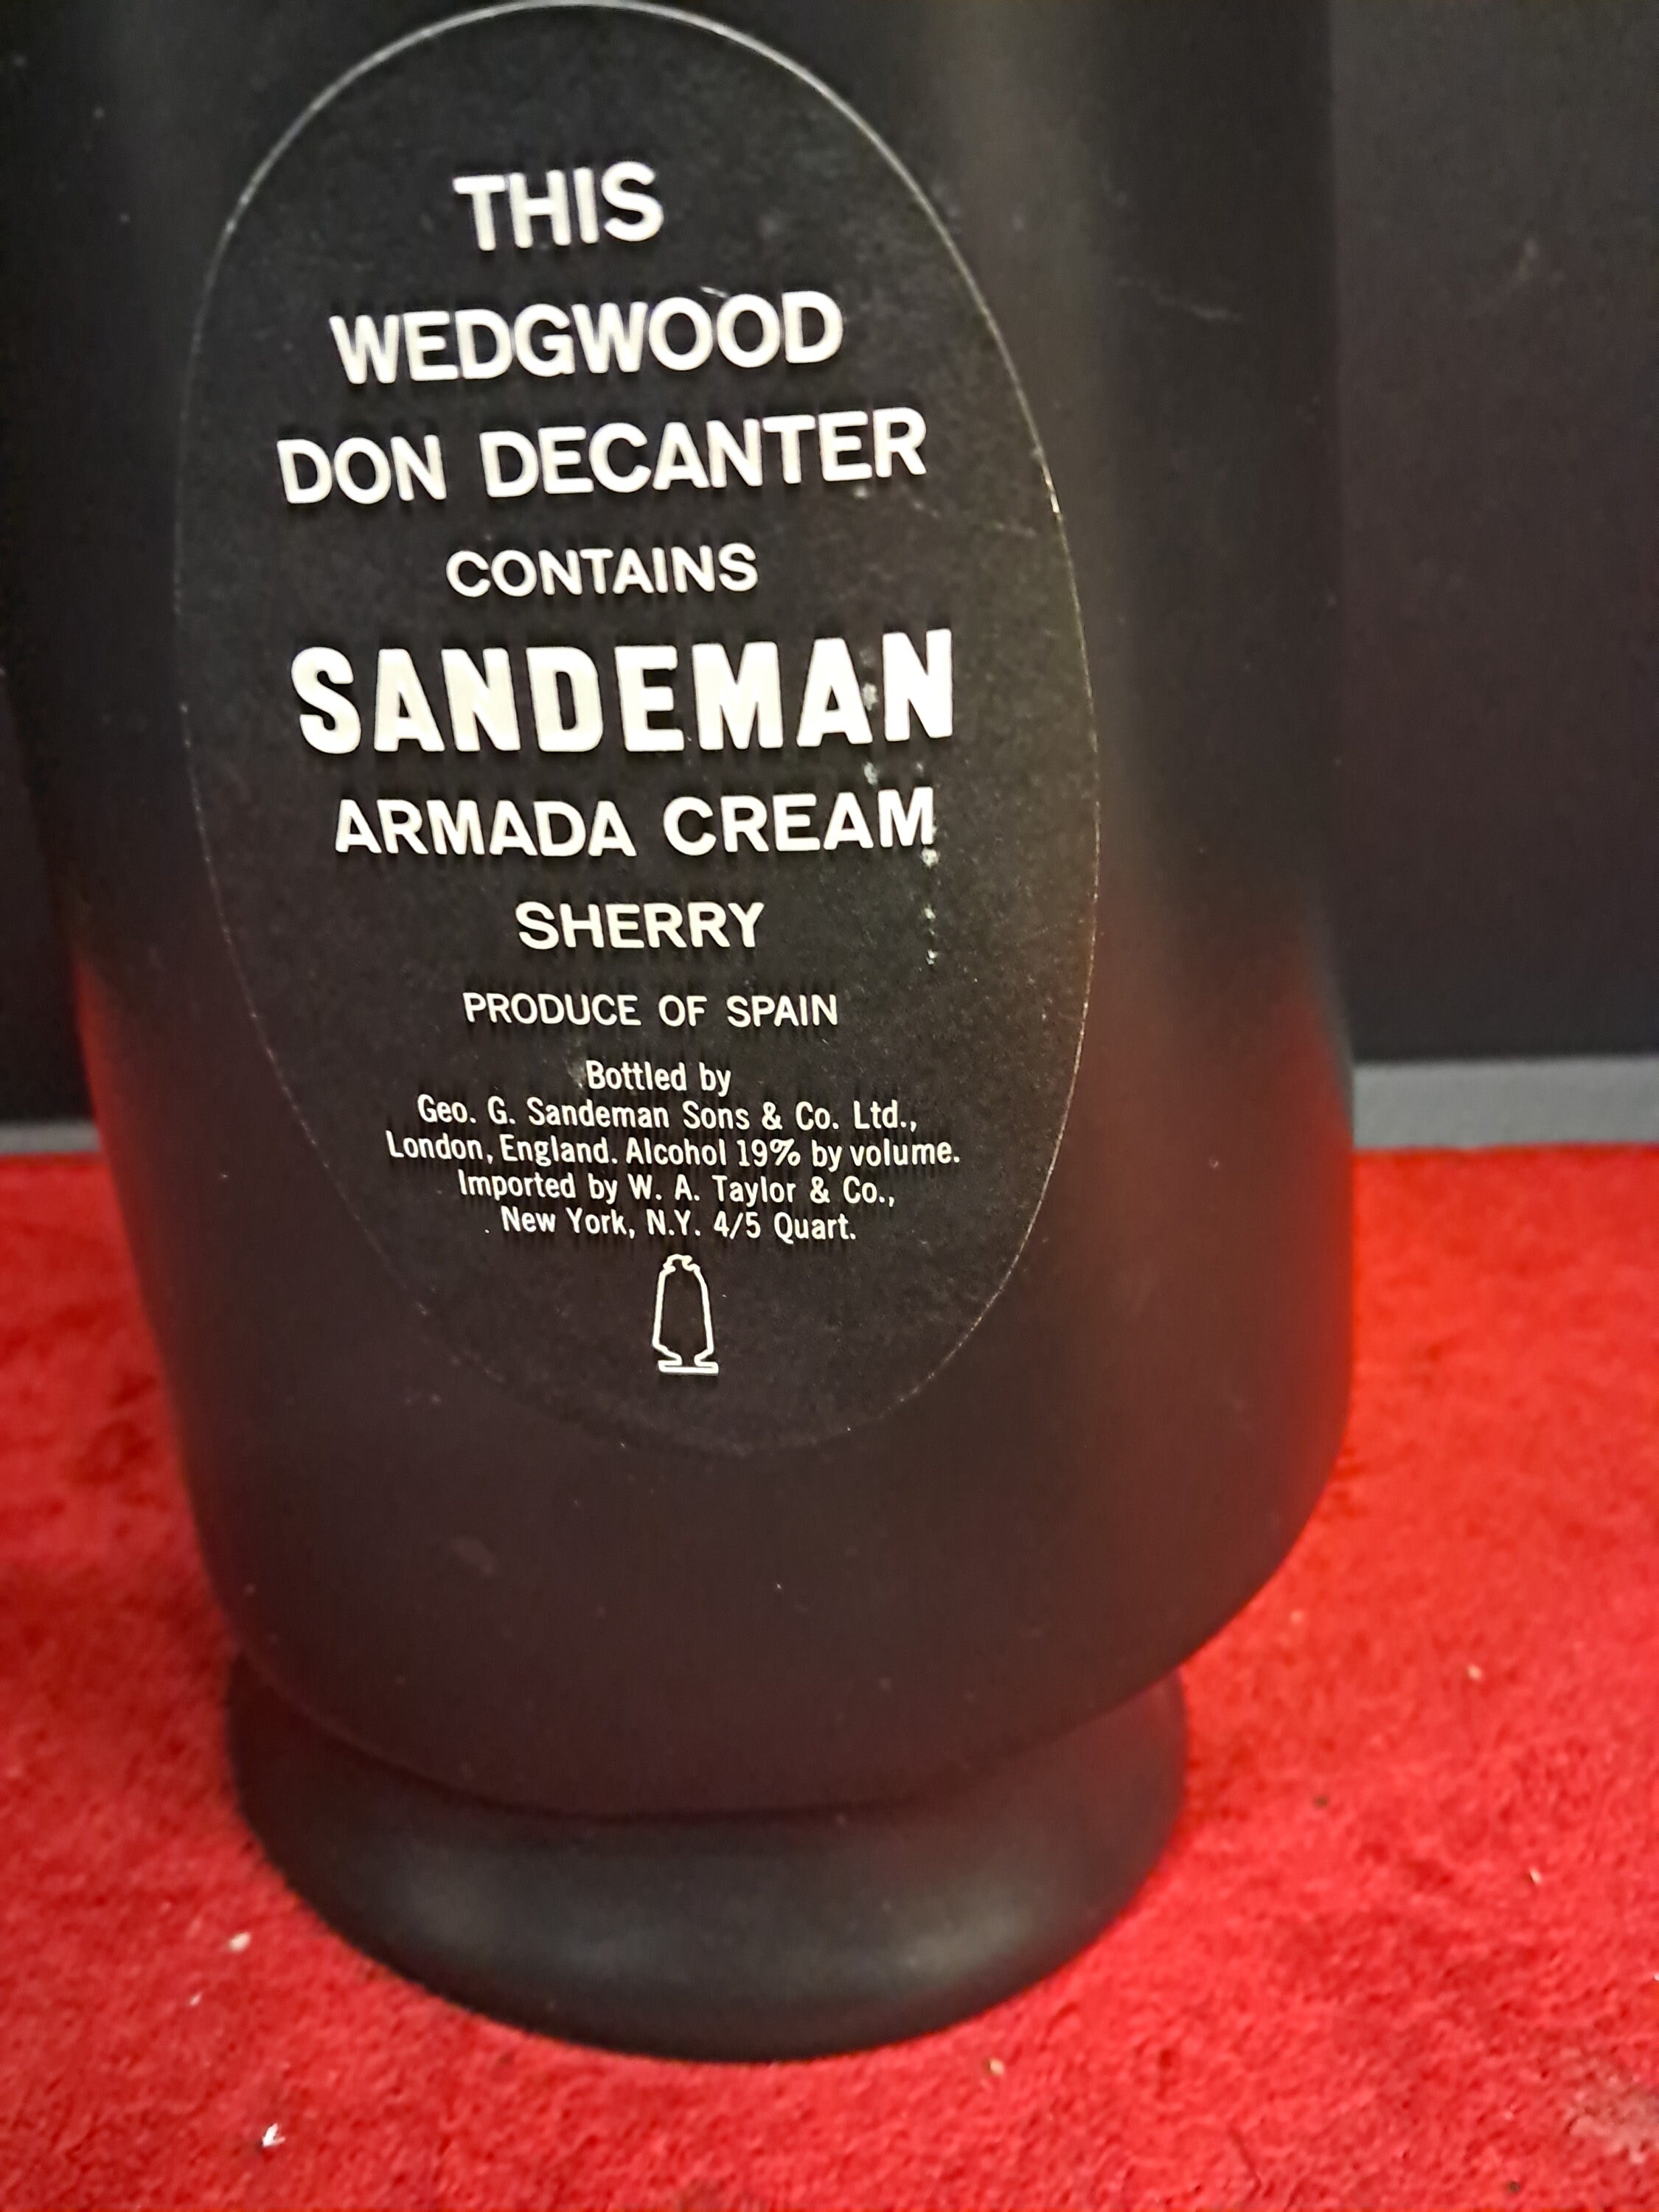 THIS
WEDGWOOD
DON DECANTER
CONTAINS
SANDEMAN
ARMADA CREAM
SHERRY
PRODUCE OF SPAIN
Bottled by
Geo. G. Sandeman Sons & Co. Ltd.,
London, England. Alcohol 19% by volume.
Imported by W. A. Taylor & Co.,
New York, N.Y. 4/5 Quart.